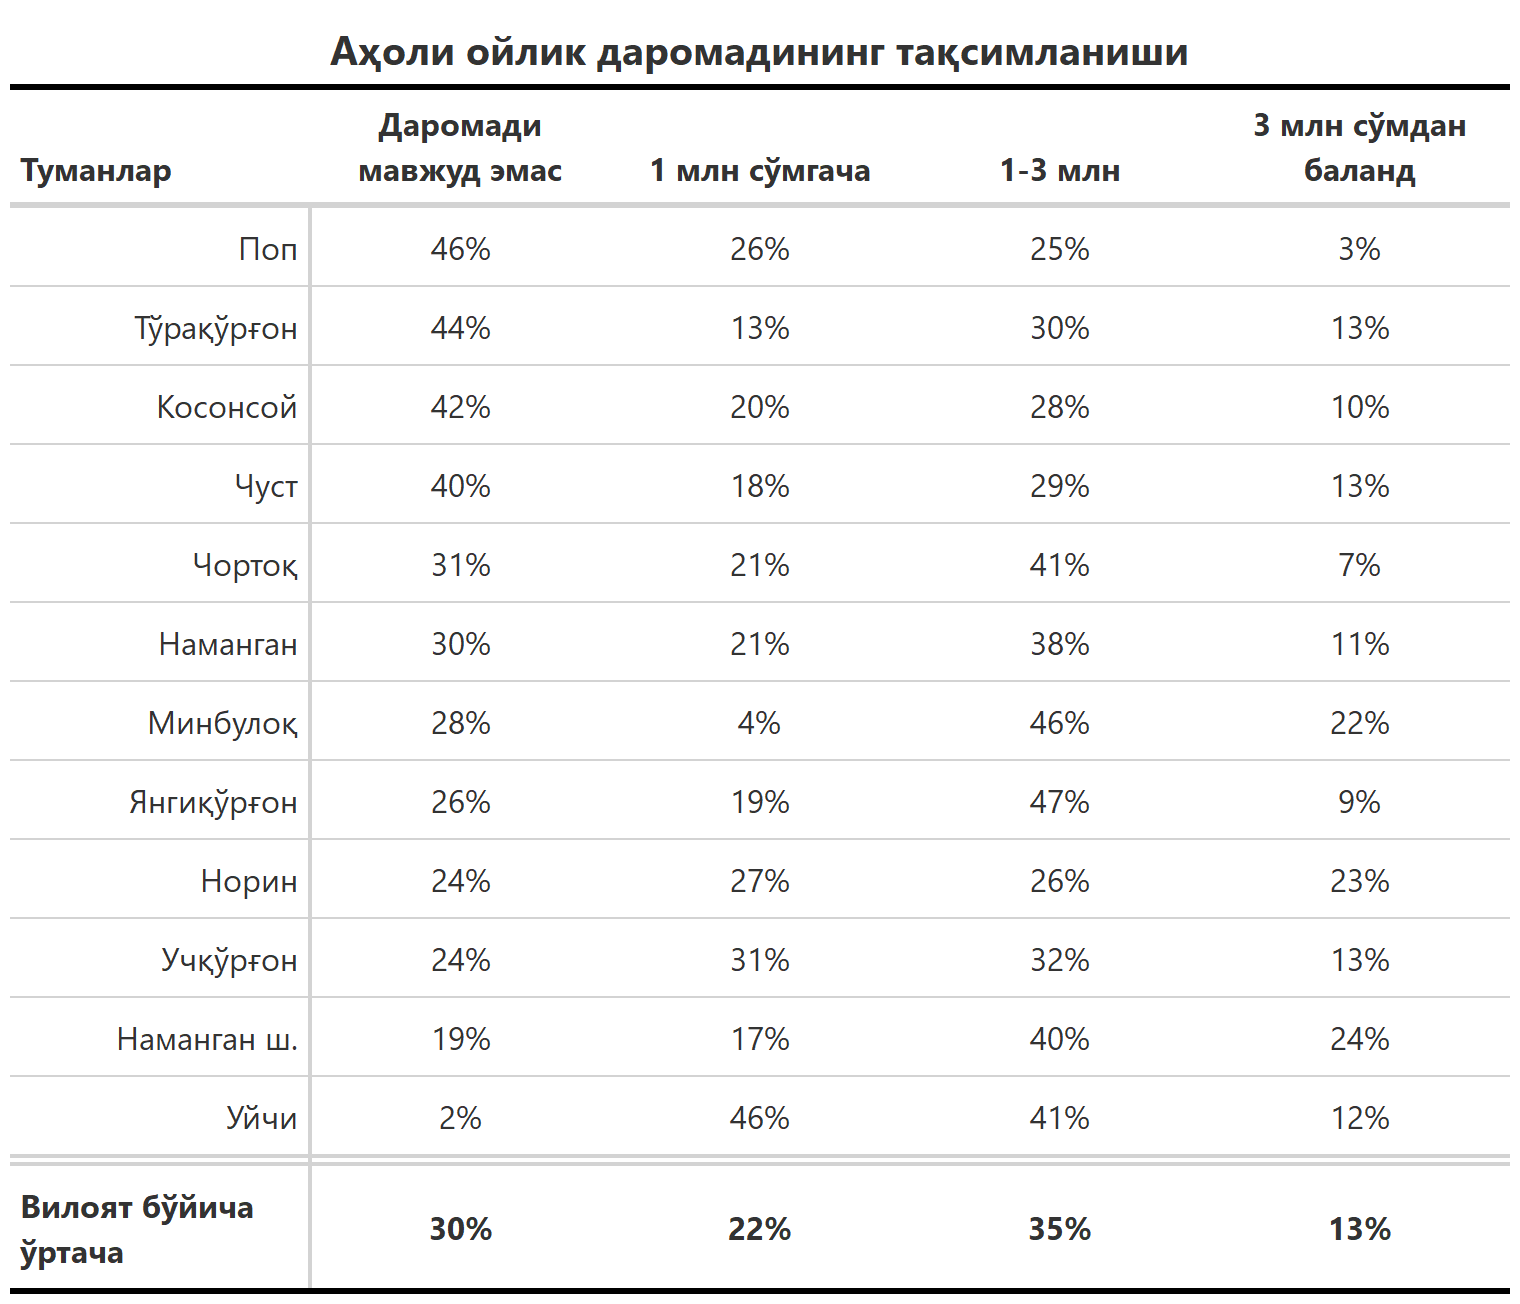 Аҳоли ойлик даромадининг тақсимланиши
Туманлар Даромади мавжуд эмас 1 млн сўмгача 1-3 млн 3 млн сўмдан баланд
Поп 46% 26% 25% 3%
Тўрақўрғон 44% 13% 30% 13%
Косонсой 42% 20% 28% 10%
Чуст 40% 18% 29% 13%
Чортоқ 31% 21% 41% 7%
Наманган 30% 21% 38% 11%
Минбулоқ 28% 4% 46% 22%
Янгиқўрғон 26% 19% 47% 9%
Норин 24% 27% 26% 23%
Учқўрғон 24% 31% 32% 13%
Наманган ш. 19% 17% 40% 24%
Уйчи 2% 46% 41% 12%
Вилоят бўйича ўртача 30% 22% 35% 13%